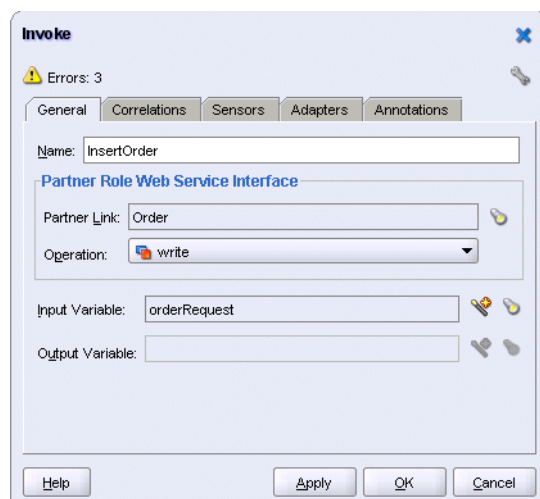 Invoke
Errors: 3
General Correlations Sensors Adapters Annotations
Name: InsertOrder
Partner Role Web Service Interface
Partner Link: Order
Operation: write
Input Variable: orderRequest
Output Variable:
Help Apply OK Cancel